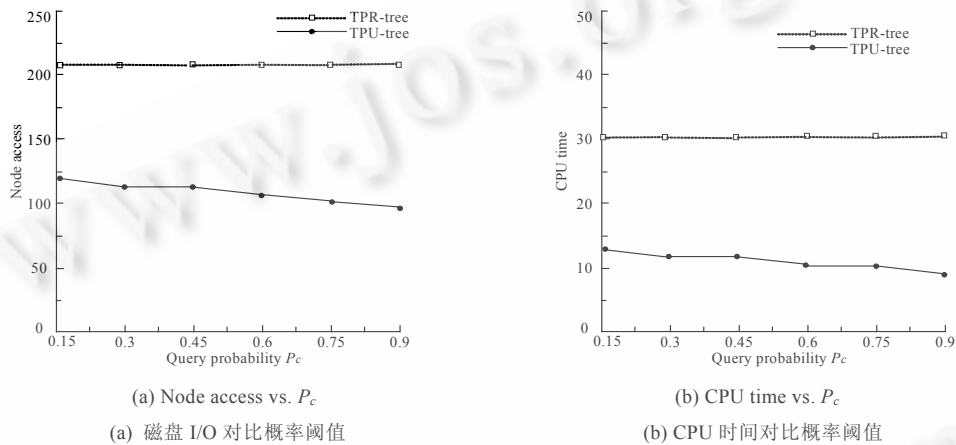 www.jos.org
TPR-tree
TPU-tree
250
200
150
100
50
0
Node access
0.15 0.3 0.45 0.6 0.75 0.9
Query probability Pc
(a) Node access vs. Pc
(a) 磁盘 I/O 对比概率阈值
TPR-tree
TPU-tree
50
40
30
20
10
0
CPU time
0.15 0.3 0.45 0.6 0.75 0.9
Query probability Pc
(b) CPU time vs. Pc
(b) CPU 时间对比概率阈值